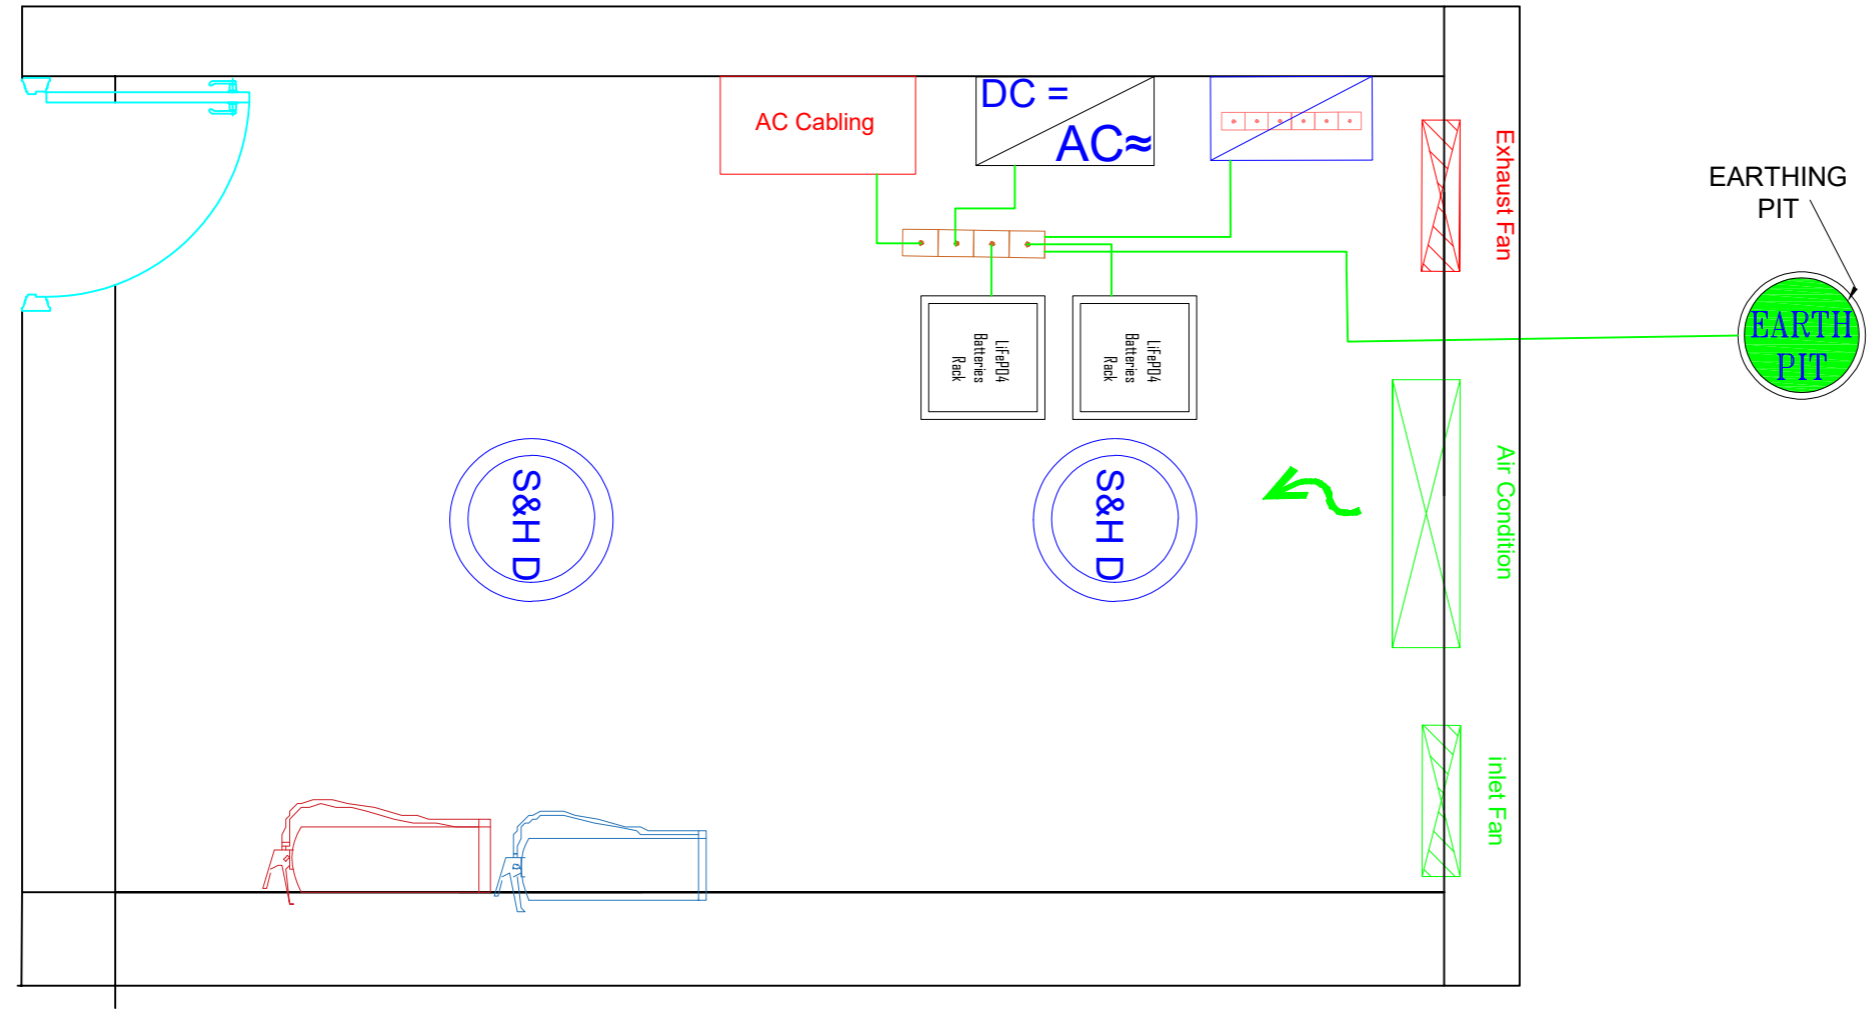 AC Cabling
DC =
AC≈
Exhaust Fan
EARTHING
PIT
EARTH
PIT
LiFePO4
Batteries
Rack
LiFePO4
Batteries
Rack
S&H D
S&H D
Air Condition
inlet Fan